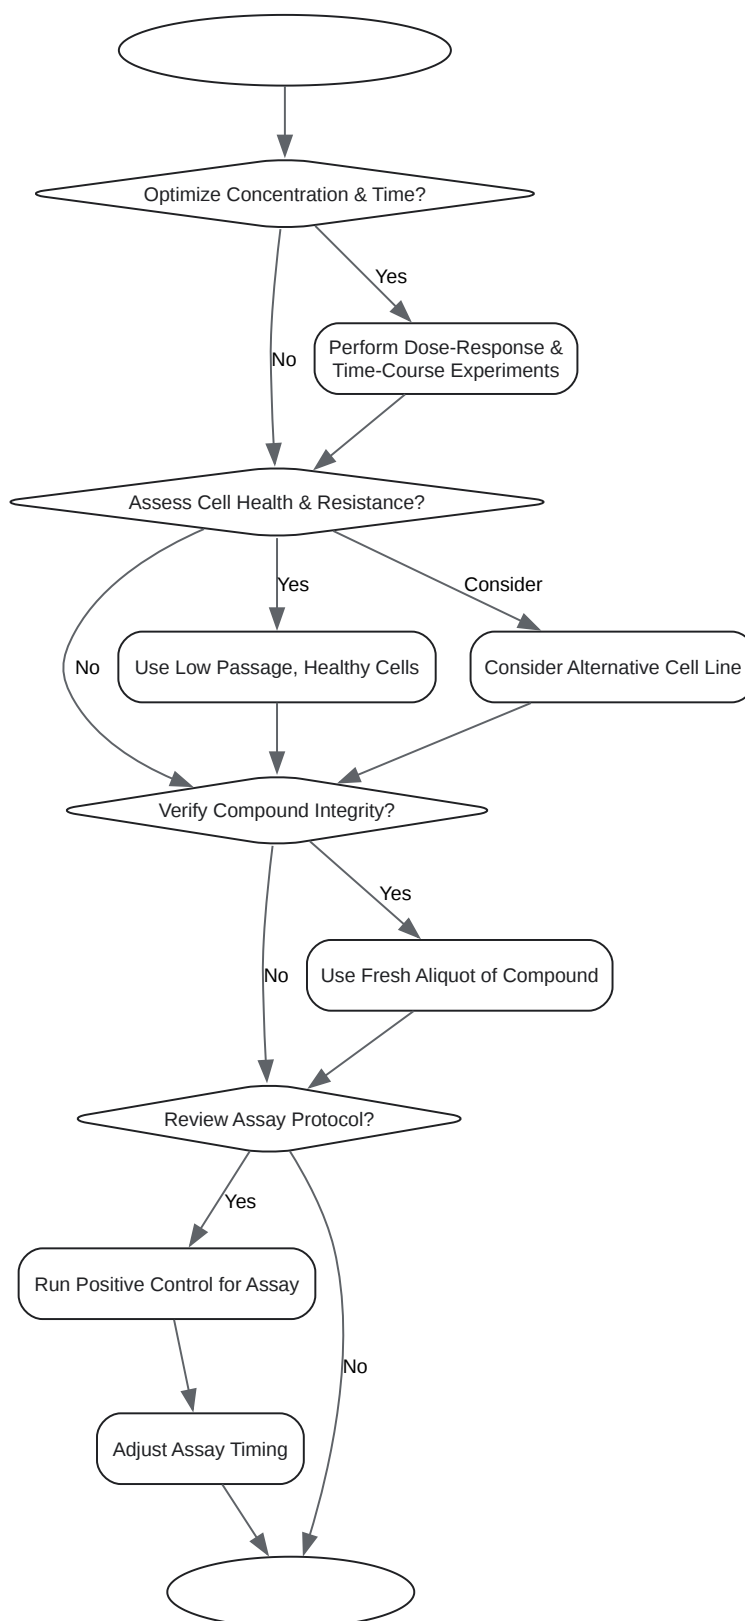 Optimize Concentration & Time?
Yes
No
Perform Dose-Response &
Time-Course Experiments
Assess Cell Health & Resistance?
Yes
Consider
No
Use Low Passage, Healthy Cells
Consider Alternative Cell Line
Verify Compound Integrity?
Yes
No
Use Fresh Aliquot of Compound
Review Assay Protocol?
Yes
Run Positive Control for Assay
No
Adjust Assay Timing